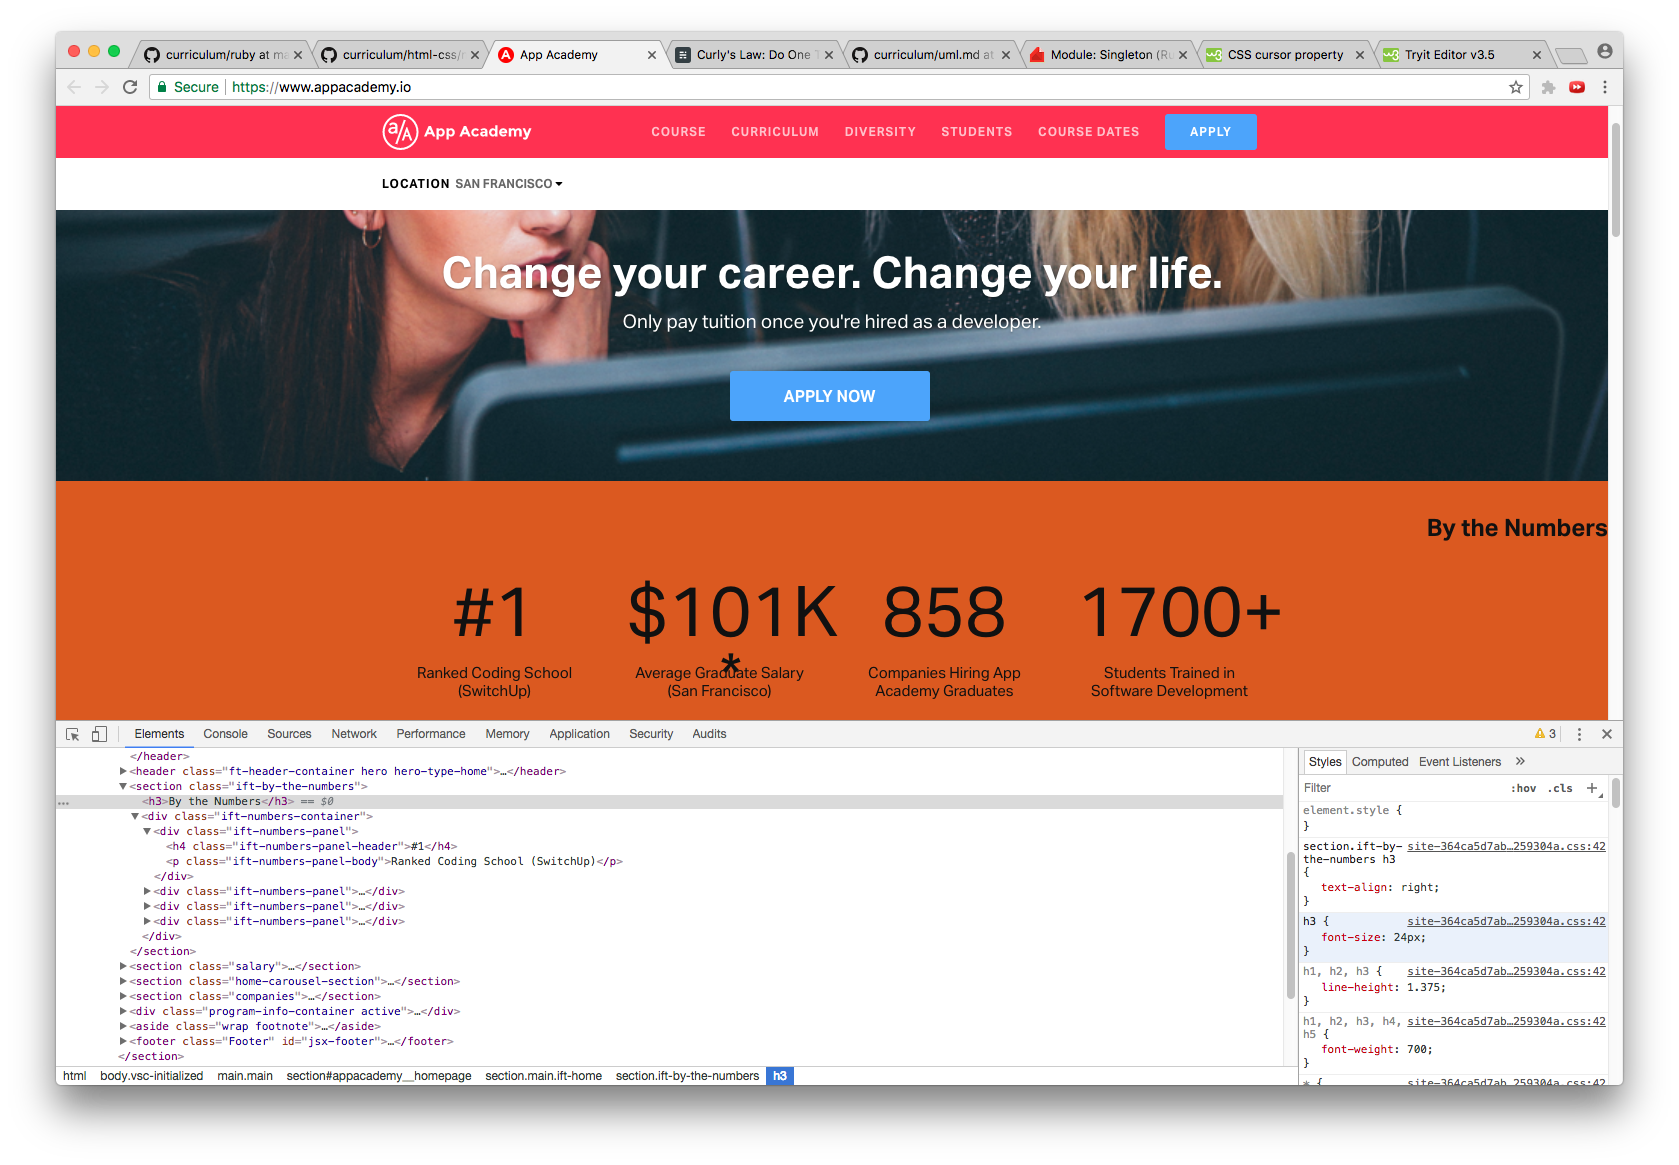 curriculum/ruby at ma
curriculum/html-css/r
App Academy
Curly's Law: Do One T
curriculum/uml.md at
Module: Singleton (Ru
CSS cursor property
Tryit Editor v3.5
Secure
https://www.appacademy.io
a/A App Academy
COURSE
CURRICULUM
DIVERSITY
STUDENTS
COURSE DATES
APPLY
LOCATION SAN FRANCISCO
Change your career. Change your life.
Only pay tuition once you're hired as a developer.
APPLY NOW
By the Numbers
#1
$101K
*
858
1700+
Ranked Coding School
(SwitchUp)
Average Graduate Salary
(San Francisco)
Companies Hiring App
Academy Graduates
Students Trained in
Software Development
Elements
Console
Sources
Network
Performance
Memory
Application
Security
Audits
3
</header>
<header class="ft-header-container hero hero-type-home">…</header>
<section class="ift-by-the-numbers">
<h3>By the Numbers</h3> == $0
<div class="ift-numbers-container">
<div class="ift-numbers-panel">
<h4 class="ift-numbers-panel-header">#1</h4>
<p class="ift-numbers-panel-body">Ranked Coding School (SwitchUp)</p>
</div>
<div class="ift-numbers-panel">…</div>
<div class="ift-numbers-panel">…</div>
<div class="ift-numbers-panel">…</div>
</div>
</section>
<section class="salary">…</section>
<section class="home-carousel-section">…</section>
<section class="companies">…</section>
<div class="program-info-container active">…</div>
<aside class="wrap footnote">…</aside>
<footer class="Footer" id="jsx-footer">…</footer>
</section>
html
body.vsc-initialized
main.main
section#appacademy__homepage
section.main.ift-home
section.ift-by-the-numbers
h3
Styles
Computed
Event Listeners
»
Filter
:hov
.cls
+
element.style {
}
section.ift-by- site-364ca5d7ab…259304a.css:42
the-numbers h3
{
text-align: right;
}
h3 { site-364ca5d7ab…259304a.css:42
font-size: 24px;
}
h1, h2, h3 { site-364ca5d7ab…259304a.css:42
line-height: 1.375;
}
h1, h2, h3, h4, site-364ca5d7ab…259304a.css:42
h5 {
font-weight: 700;
}
* { site-364ca5d7ab…259304a.css:42